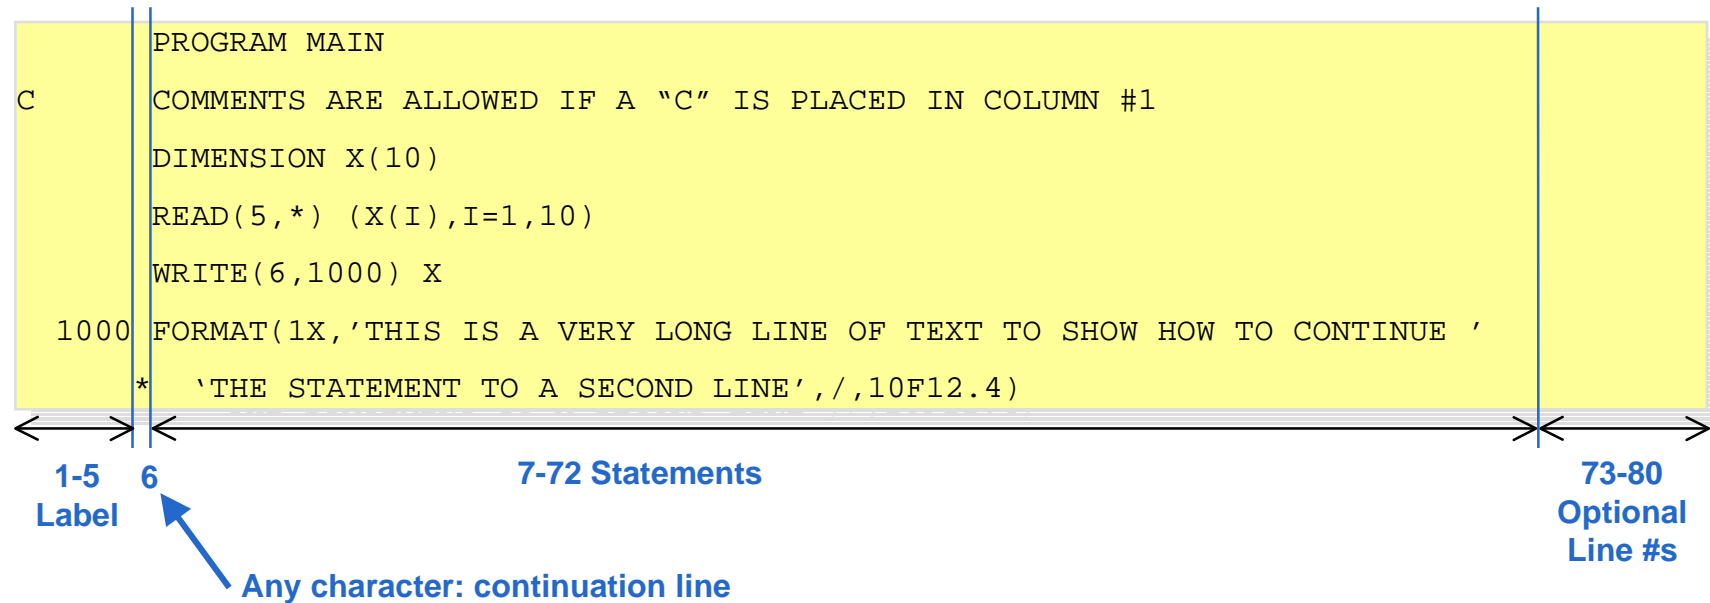 PROGRAM MAIN
C COMMENTS ARE ALLOWED IF A “C” IS PLACED IN COLUMN #1
DIMENSION X(10)
READ(5,*) (X(I),I=1,10)
WRITE(6,1000) X
1000 FORMAT(1X,’THIS IS A VERY LONG LINE OF TEXT TO SHOW HOW TO CONTINUE ’
* ‘THE STATEMENT TO A SECOND LINE’,/,10F12.4)
1-5 6 7-72 Statements 73-80
Label Optional
Line #s
Any character: continuation line